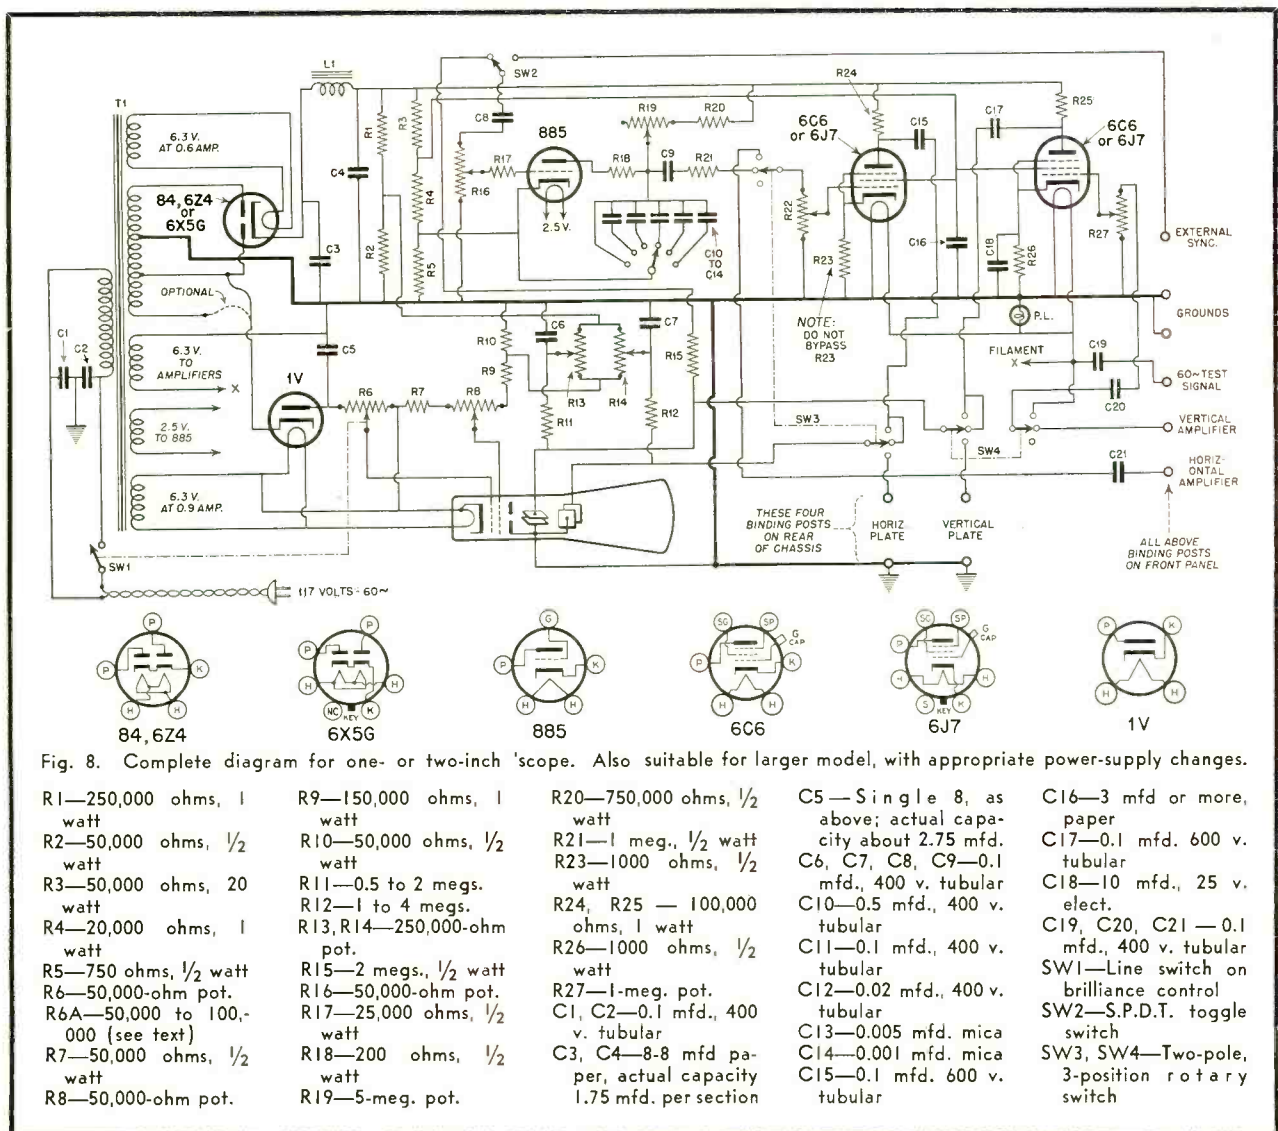 T1
L1
6.3 V.
AT 0.6 AMP.
84, 6Z4
or
6X5G
OPTIONAL
6.3 V.
TO
AMPLIFIERS
X
2.5 V.
TO 885
6.3 V.
AT 0.9 AMP.
C1
C2
SW1
117 VOLTS - 60~
C3
C4
C5
1V
R1
R2
R3
R4
R5
SW2
C8
R16
R17
885
2.5 V.
R18
R19
R20
C9
R21
C10
TO
C14
R6
R7
R8
R9
R10
C6
R11
R13
R14
C7
R12
R15
R22
R23
NOTE:
DO NOT
BYPASS
R23
R24
6C6
or 6J7
C15
C16
C17
C18
R25
6C6
or 6J7
R26
R27
P.L.
FILAMENT
X
C19
C20
C21
SW3
SW4
EXTERNAL
SYNC.
GROUNDS
60~TEST
SIGNAL
VERTICAL
AMPLIFIER
HORIZ-
ONTAL
AMPLIFIER
ALL ABOVE
BINDING POSTS
ON FRONT PANEL
THESE FOUR
BINDING POSTS
ON REAR
OF CHASSIS
HORIZ
PLATE
VERTICAL
PLATE
P
P
K
H
H
84, 6Z4
P
P
H
H
NC
KEY
K
6X5G
G
P
K
H
H
885
SG
SP
G
CAP
P
K
H
H
6C6
SG
SP
G
CAP
P
H
H
S
KEY
K
6J7
P
K
H
H
1V
Fig. 8. Complete diagram for one- or two-inch 'scope. Also suitable for larger model, with appropriate power-supply changes.
R1—250,000 ohms, 1
watt
R2—50,000 ohms, ½
watt
R3—50,000 ohms, 20
watt
R4—20,000 ohms, 1
watt
R5—750 ohms, ½ watt
R6—50,000-ohm pot.
R6A—50,000 to 100,-
000 (see text)
R7—50,000 ohms, ½
watt
R8—50,000-ohm pot.
R9—150,000 ohms, 1
watt
R10—50,000 ohms, ½
watt
R11—0.5 to 2 megs.
R12—1 to 4 megs.
R13, R14—250,000-ohm
pot.
R15—2 megs., ½ watt
R16—50,000-ohm pot.
R17—25,000 ohms, ½
watt
R18—200 ohms, ½
watt
R19—5-meg. pot.
R20—750,000 ohms, ½
watt
R21—1 meg., ½ watt
R23—1000 ohms, ½
watt
R24, R25 — 100,000
ohms, 1 watt
R26—1000 ohms, ½
watt
R27—1-meg. pot.
C1, C2—0.1 mfd., 400
v. tubular
C3, C4—8-8 mfd pa-
per, actual capacity
1.75 mfd. per section
C5—Single 8, as
above; actual capa-
city about 2.75 mfd.
C6, C7, C8, C9—0.1
mfd., 400 v. tubular
C10—0.5 mfd., 400 v.
tubular
C11—0.1 mfd., 400 v.
tubular
C12—0.02 mfd., 400 v.
tubular
C13—0.005 mfd. mica
C14—0.001 mfd. mica
C15—0.1 mfd. 600 v.
tubular
C16—3 mfd or more,
paper
C17—0.1 mfd. 600 v.
tubular
C18—10 mfd., 25 v.
elect.
C19, C20, C21—0.1
mfd., 400 v. tubular
SW1—Line switch on
brilliance control
SW2—S.P.D.T. toggle
switch
SW3, SW4—Two-pole,
3-position rotary
switch